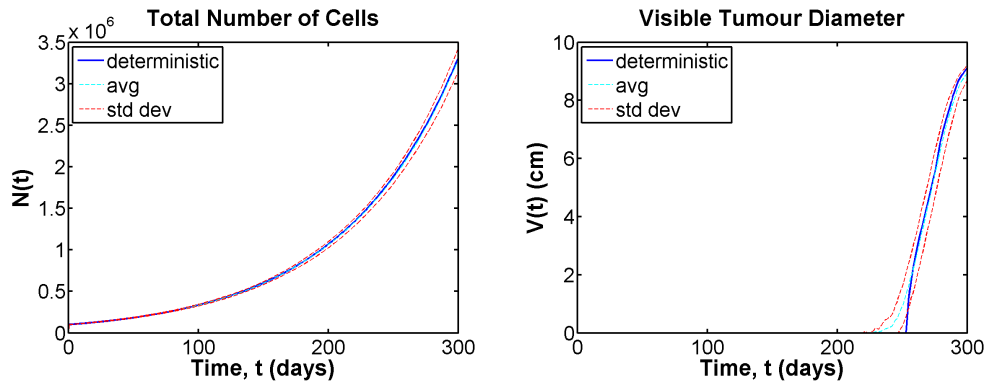 Total Number of Cells
x 10^6
3.5
3
2.5
2
1.5
1
0.5
0
N(t)
deterministic
avg
std dev
0
100
200
300
Time, t (days)
Visible Tumour Diameter
10
8
6
4
2
0
V(t) (cm)
deterministic
avg
std dev
0
100
200
300
Time, t (days)